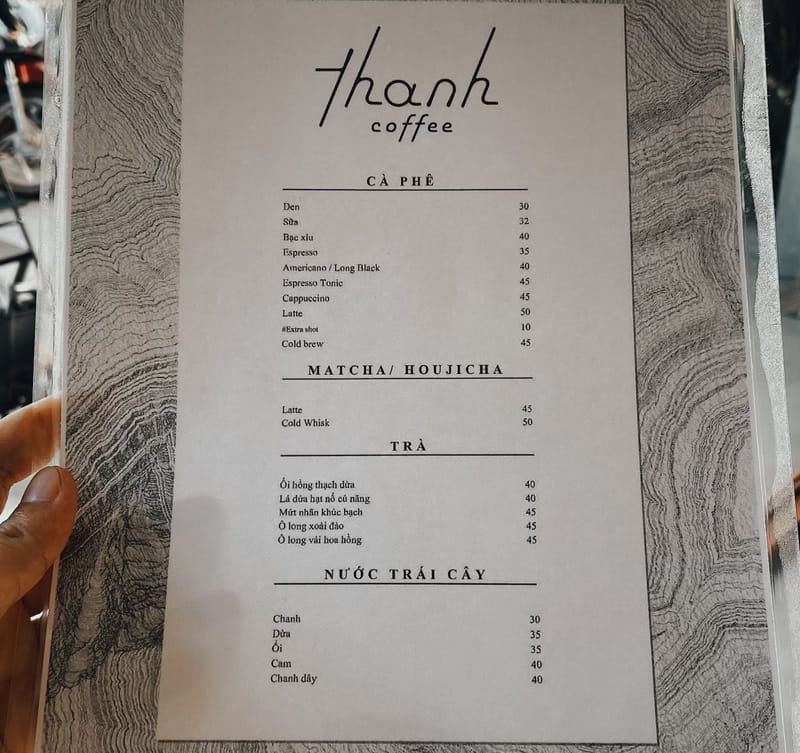 thanh
coffee
CÀ PHÊ
Den 30
Sữa 32
Bạc xỉu 40
Espresso 35
Americano / Long Black 40
Espresso Tonic 45
Cappuccino 45
Latte 50
#Extra shot 10
Cold brew 45
MATCHA/ HOUJICHA
Latte 45
Cold Whisk 50
TRÀ
Ổi hồng thạch dừa 40
Lá dứa hạt nổ củ năng 40
Mứt nhãn khúc bạch 45
Ô long xoài đào 45
Ô long vải hoa hồng 45
NƯỚC TRÁI CÂY
Chanh 30
Dừa 35
Ổi 35
Cam 40
Chanh dây 40